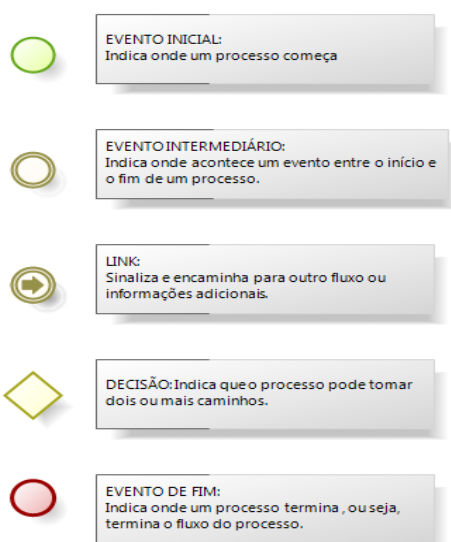 EVENTO INICIAL:
Indica onde um processo começa
EVENTO INTERMEDIÁRIO:
Indica onde acontece um evento entre o início e
o fim de um processo.
LINK:
Sinaliza e encaminha para outro fluxo ou
informações adicionais.
DECISÃO: Indica que o processo pode tomar
dois ou mais caminhos.
EVENTO DE FIM:
Indica onde um processo termina , ou seja,
termina o fluxo do processo.